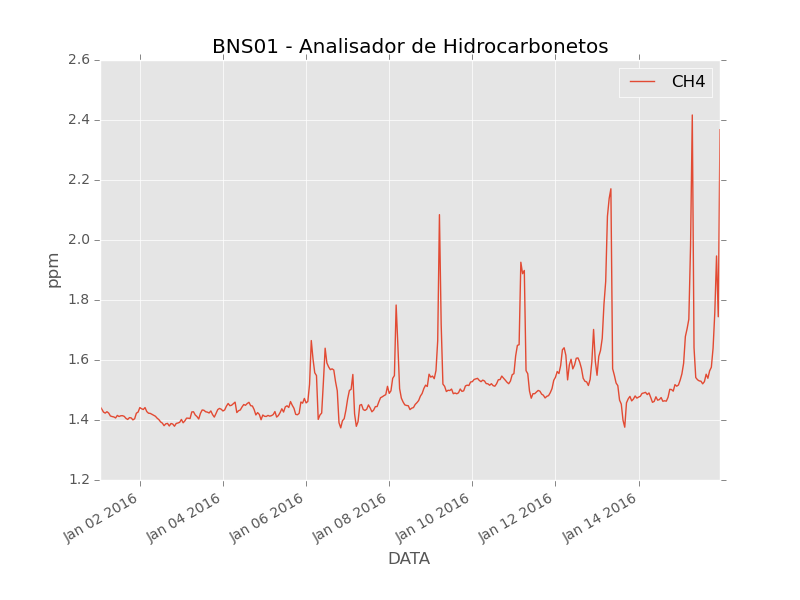 BNS01 - Analisador de Hidrocarbonetos
CH4
2.6
2.4
2.2
2.0
1.8
1.6
1.4
1.2
ppm
Jan 02 2016
Jan 04 2016
Jan 06 2016
Jan 08 2016
Jan 10 2016
Jan 12 2016
Jan 14 2016
DATA